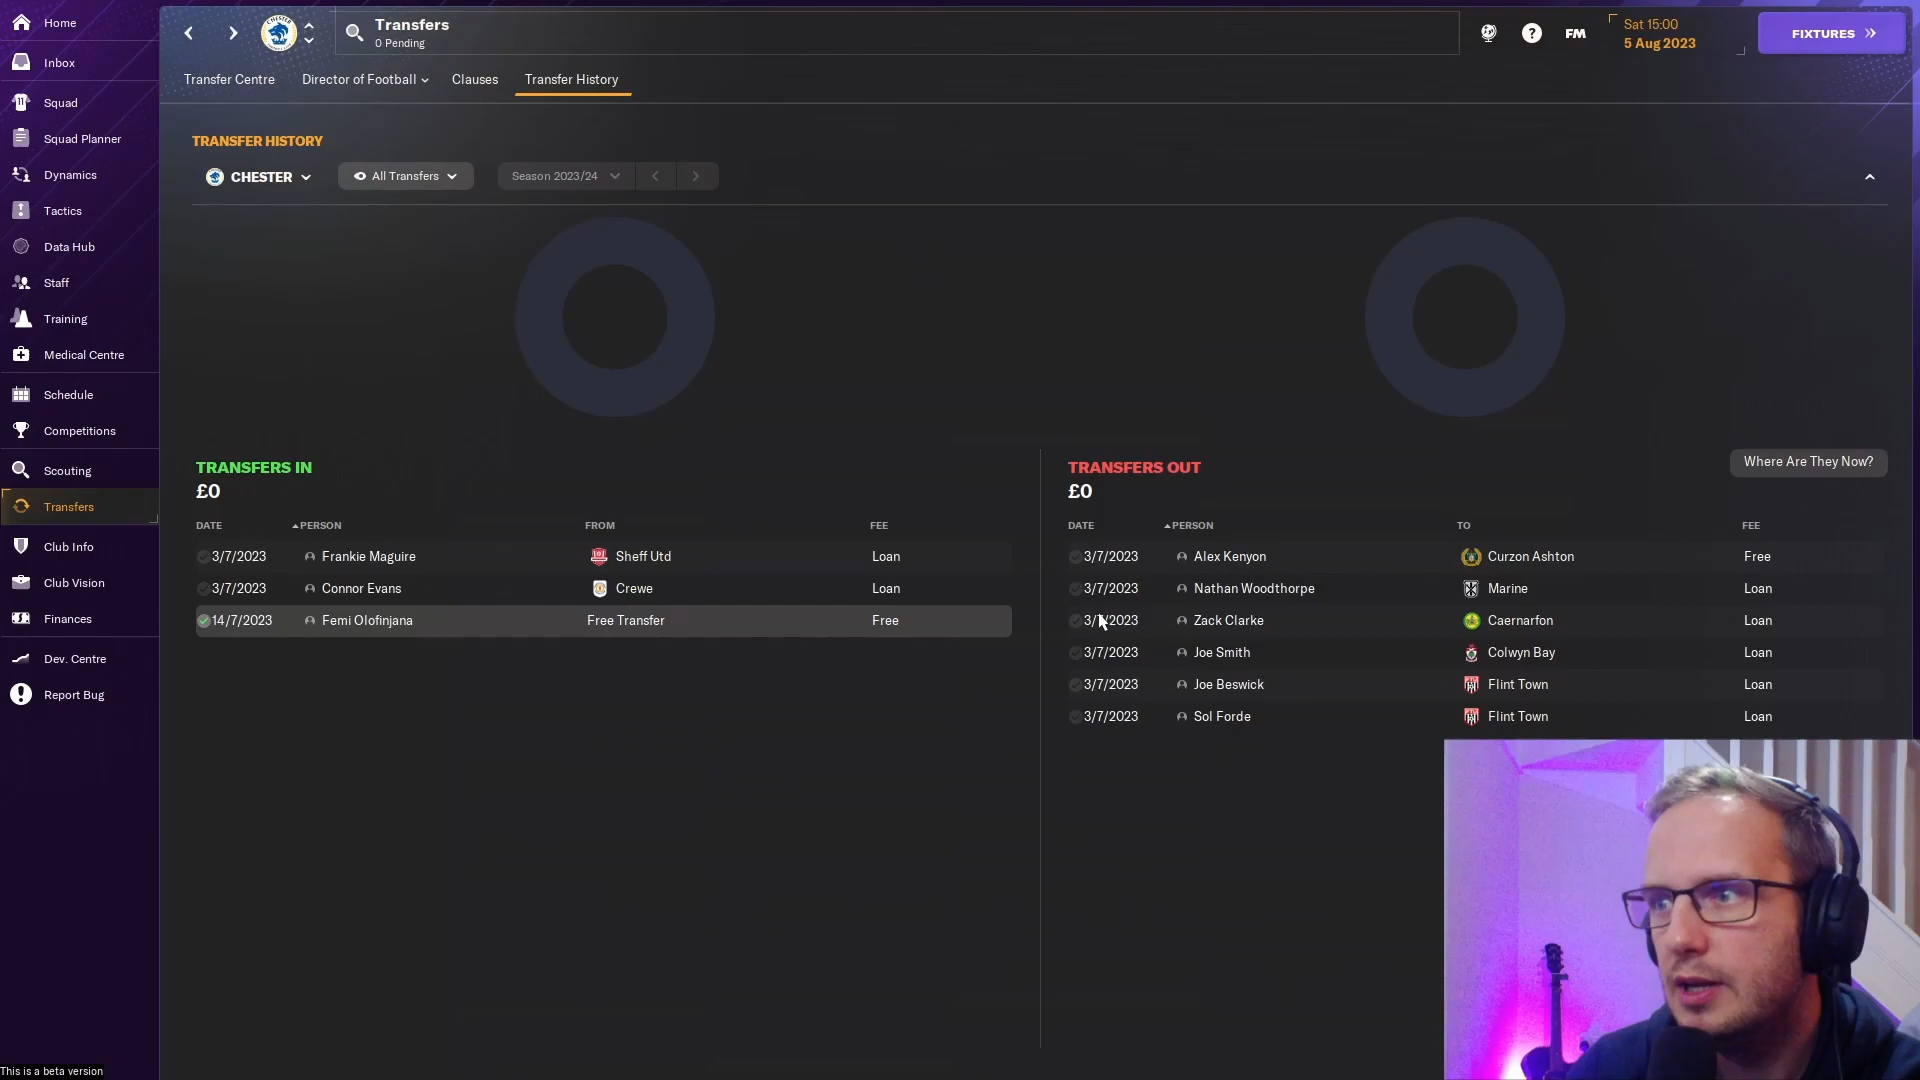 Home
Inbox
Squad
Squad Planner
Dynamics
Tactics
Data Hub
Staff
Training
Medical Centre
Schedule
Competitions
Scouting
Transfers
Club Info
Club Vision
Finances
Dev. Centre
Report Bug
This is a beta version
Transfers
0 Pending
FM
Sat 15:00
5 Aug 2023
FIXTURES
Transfer Centre Director of Football Clauses Transfer History
TRANSFER HISTORY
CHESTER All Transfers Season 2023/24
TRANSFERS IN
£0
DATE PERSON FROM FEE
3/7/2023 Frankie Maguire Sheff Utd Loan
3/7/2023 Connor Evans Crewe Loan
14/7/2023 Femi Olofinjana Free Transfer Free
TRANSFERS OUT
Where Are They Now?
£0
DATE PERSON TO FEE
3/7/2023 Alex Kenyon Curzon Ashton Free
3/7/2023 Nathan Woodthorpe Marine Loan
3/7/2023 Zack Clarke Caernarfon Loan
3/7/2023 Joe Smith Colwyn Bay Loan
3/7/2023 Joe Beswick Flint Town Loan
3/7/2023 Sol Forde Flint Town Loan